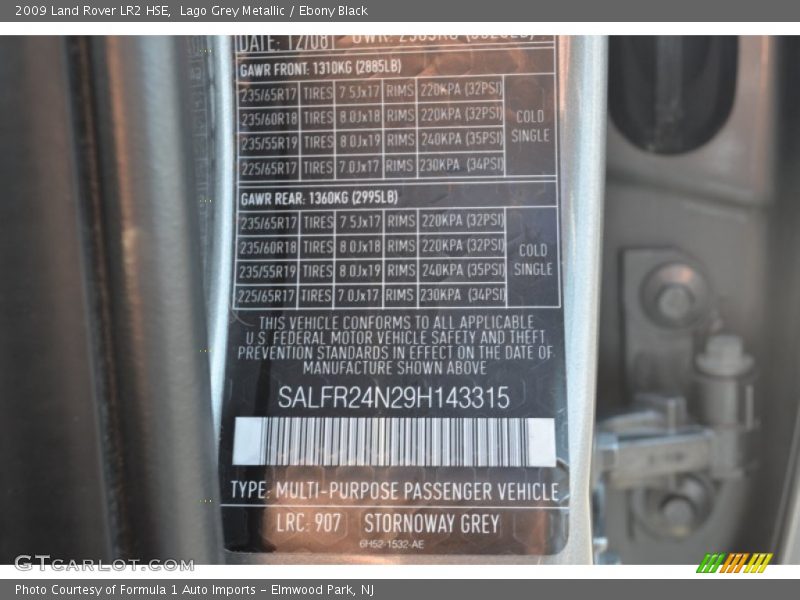 2009 Land Rover LR2 HSE, Lago Grey Metallic / Ebony Black
DATE: 12/08
GAWR FRONT: 1310KG (2885LB)
235/65R17 TIRES 7.5Jx17 RIMS 220KPA (32PSI)
235/60R18 TIRES 8.0Jx18 RIMS 220KPA (32PSI)
235/55R19 TIRES 8.0Jx19 RIMS 240KPA (35PSI)
225/65R17 TIRES 7.0Jx17 RIMS 230KPA (34PSI)
COLD
SINGLE
GAWR REAR: 1360KG (2995LB)
235/65R17 TIRES 7.5Jx17 RIMS 220KPA (32PSI)
235/60R18 TIRES 8.0Jx18 RIMS 220KPA (32PSI)
235/55R19 TIRES 8.0Jx19 RIMS 240KPA (35PSI)
225/65R17 TIRES 7.0Jx17 RIMS 230KPA (34PSI)
COLD
SINGLE
THIS VEHICLE CONFORMS TO ALL APPLICABLE
U.S FEDERAL MOTOR VEHICLE SAFETY AND THEFT
PREVENTION STANDARDS IN EFFECT ON THE DATE OF
MANUFACTURE SHOWN ABOVE
SALFR24N29H143315
TYPE: MULTI-PURPOSE PASSENGER VEHICLE
LRC: 907 STORNOWAY GREY
6H52-1532-AE
GTCarLot.com
Photo Courtesy of Formula 1 Auto Imports - Elmwood Park, NJ